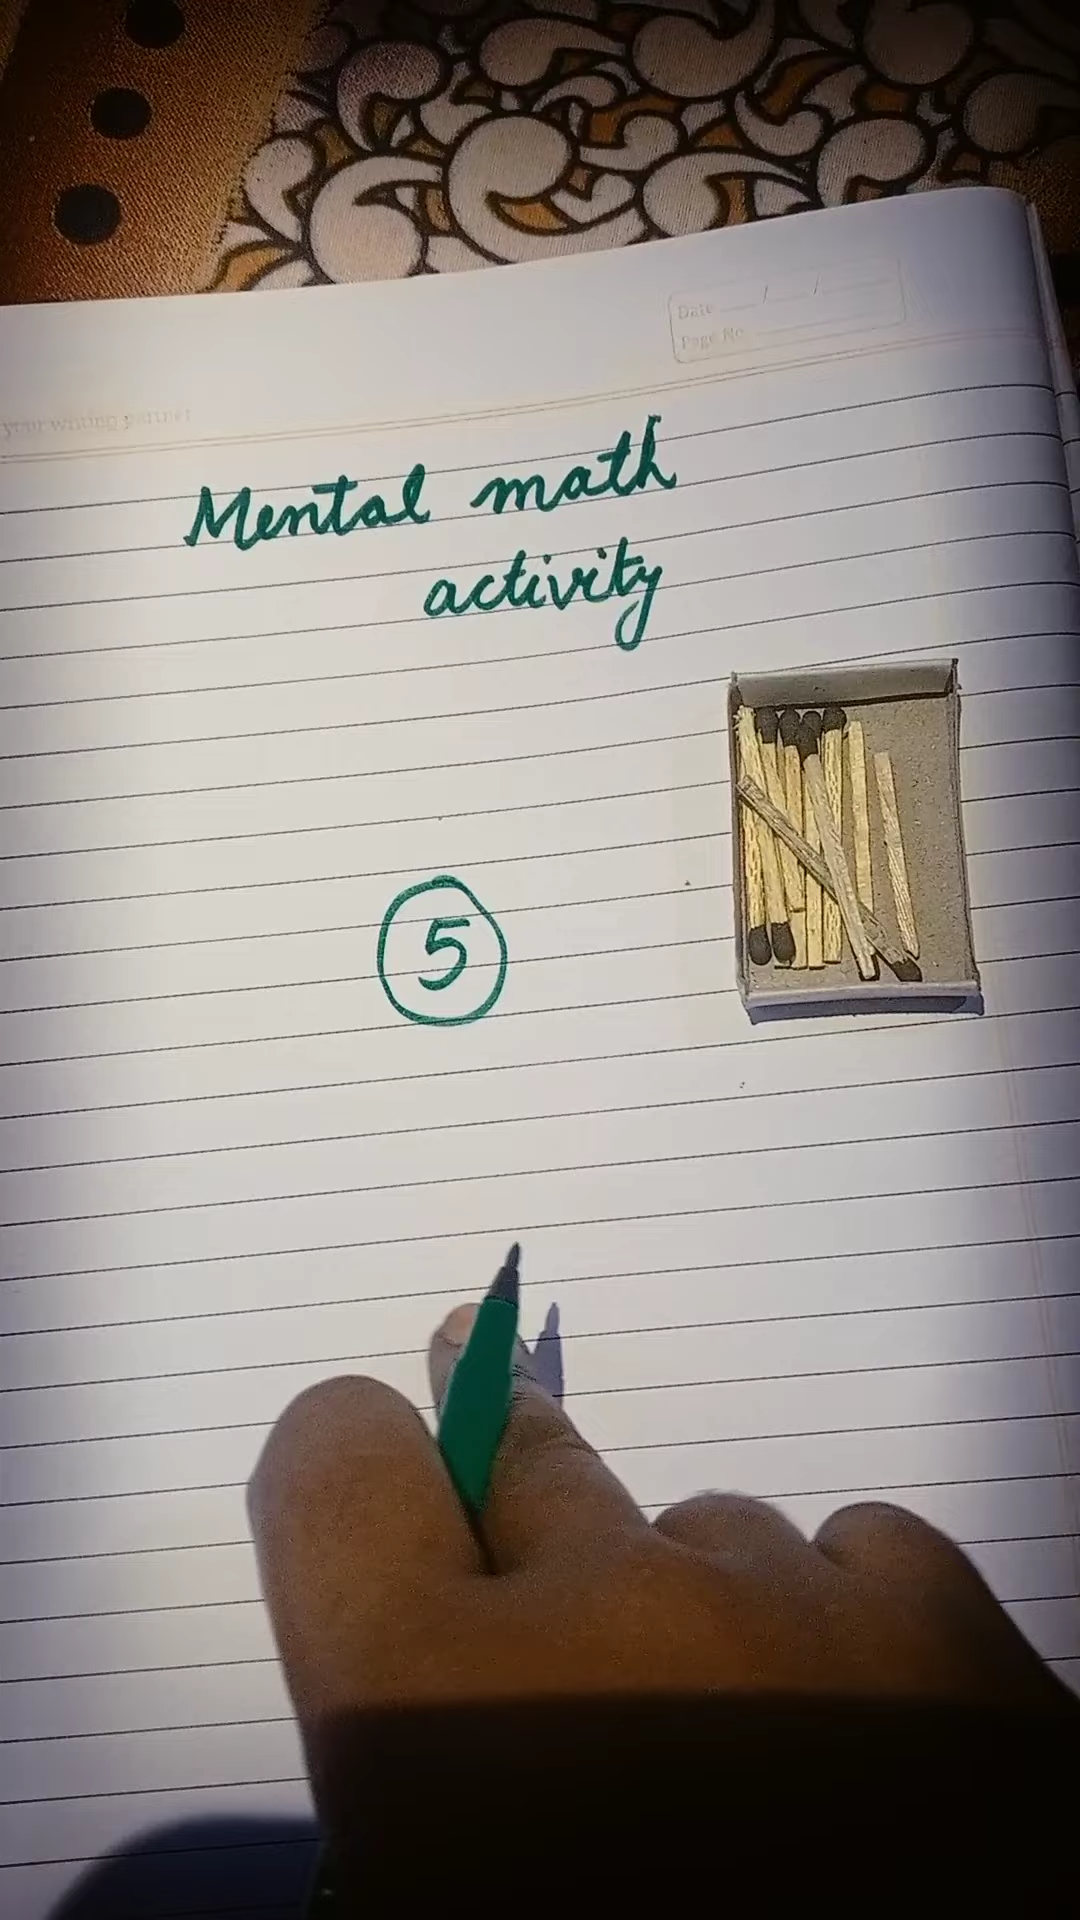 Date / /
Page No
your writing partner
Mental math
activity
5